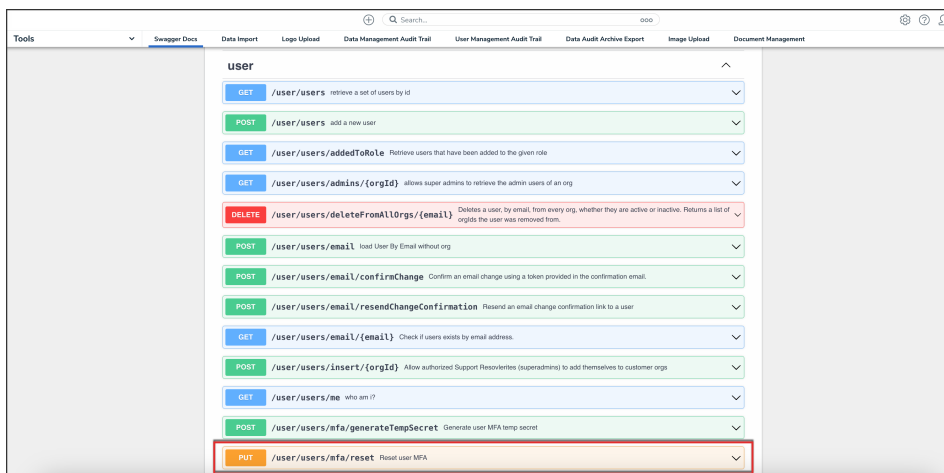 Search...
ooo
Tools
Swagger Docs Data Import Logo Upload Data Management Audit Trail User Management Audit Trail Data Audit Archive Export Image Upload Document Management
user
GET /user/users retrieve a set of users by id
POST /user/users add a new user
GET /user/users/addedToRole Retrieve users that have been added to the given role
GET /user/users/admins/{orgId} allows super admins to retrieve the admin users of an org
DELETE /user/users/deleteFromAllOrgs/{email} Deletes a user, by email, from every org, whether they are active or inactive. Returns a list of
orgIds the user was removed from.
POST /user/users/email load User By Email without org
POST /user/users/email/confirmChange Confirm an email change using a token provided in the confirmation email.
POST /user/users/email/resendChangeConfirmation Resend an email change confirmation link to a user
GET /user/users/email/{email} Check if users exists by email address.
POST /user/users/insert/{orgId} Allow authorized Support Resovlerites (superadmins) to add themselves to customer orgs
GET /user/users/me who am i?
POST /user/users/mfa/generateTempSecret Generate user MFA temp secret
PUT /user/users/mfa/reset Reset user MFA